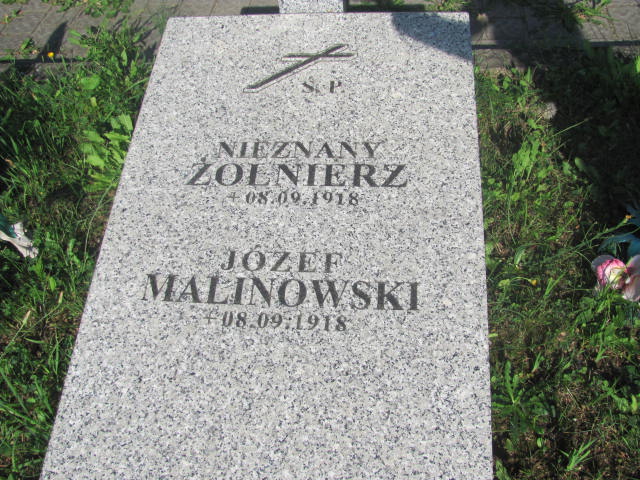 Ś. P.
NIEZNANY
ŻOŁNIERZ
+ 08.09.1918
JÓZEF
MALINOWSKI
+ 08.09.1918